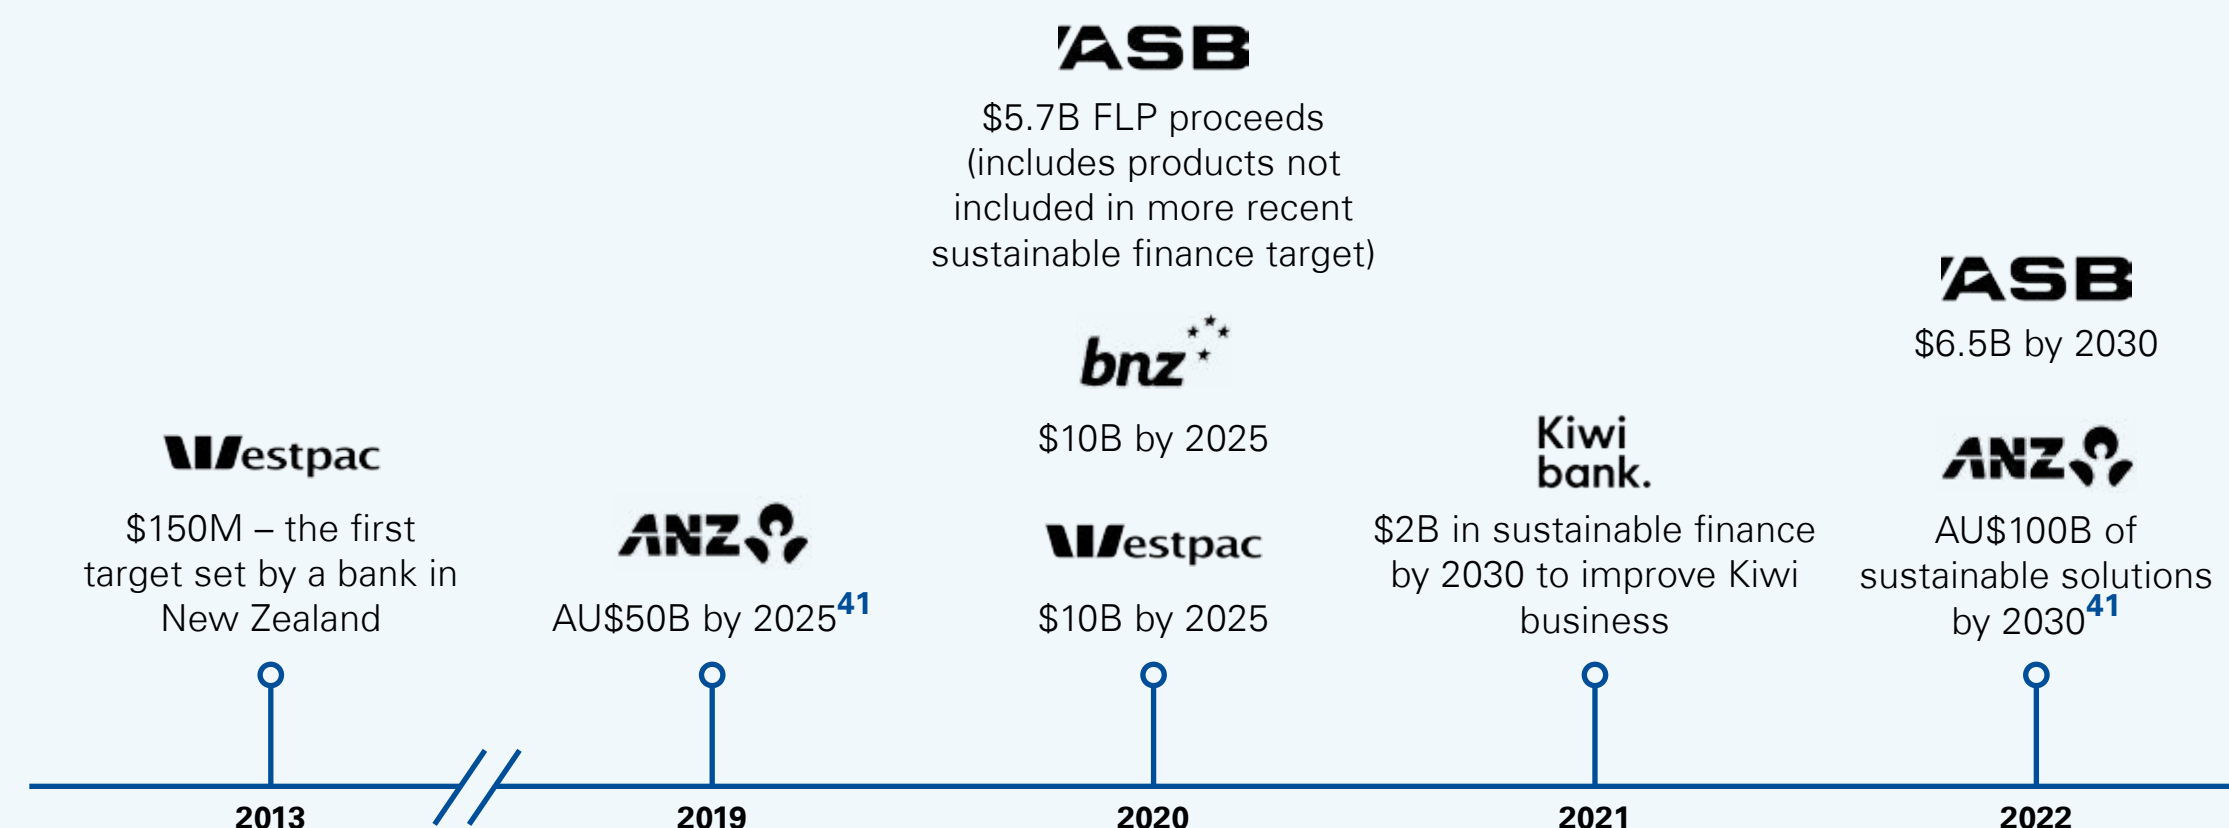 Westpac
$150M – the first
target set by a bank in
New Zealand
2013
ANZ
AU$50B by 2025⁴¹
2019
ASB
$5.7B FLP proceeds
(includes products not
included in more recent
sustainable finance target)
bnz
$10B by 2025
Westpac
$10B by 2025
2020
Kiwi
bank.
$2B in sustainable finance
by 2030 to improve Kiwi
business
2021
ASB
$6.5B by 2030
ANZ
AU$100B of
sustainable solutions
by 2030⁴¹
2022